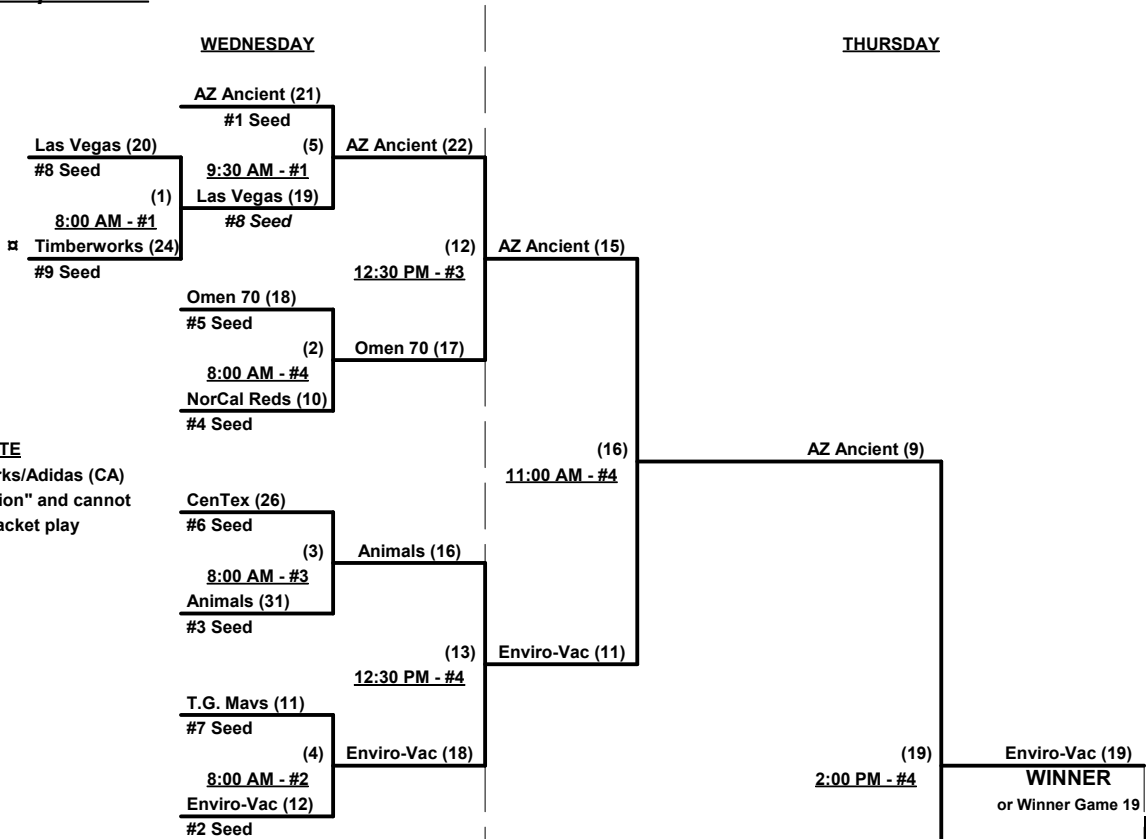 WEDNESDAY
THURSDAY
AZ Ancient (21)
#1 Seed
Las Vegas (20)
#8 Seed
(5)
9:30 AM - #1
AZ Ancient (22)
(1)
8:00 AM - #1
Las Vegas (19)
#8 Seed
¤ Timberworks (24)
#9 Seed
(12)
12:30 PM - #3
AZ Ancient (15)
Omen 70 (18)
#5 Seed
(2)
8:00 AM - #4
Omen 70 (17)
NorCal Reds (10)
#4 Seed
TE
rks/Adidas (CA)
ion" and cannot
acket play
(16)
11:00 AM - #4
AZ Ancient (9)
CenTex (26)
#6 Seed
(3)
8:00 AM - #3
Animals (16)
Animals (31)
#3 Seed
(13)
12:30 PM - #4
Enviro-Vac (11)
T.G. Mavs (11)
#7 Seed
(4)
8:00 AM - #2
Enviro-Vac (18)
Enviro-Vac (12)
#2 Seed
(19)
2:00 PM - #4
Enviro-Vac (19)
WINNER
or Winner Game 19